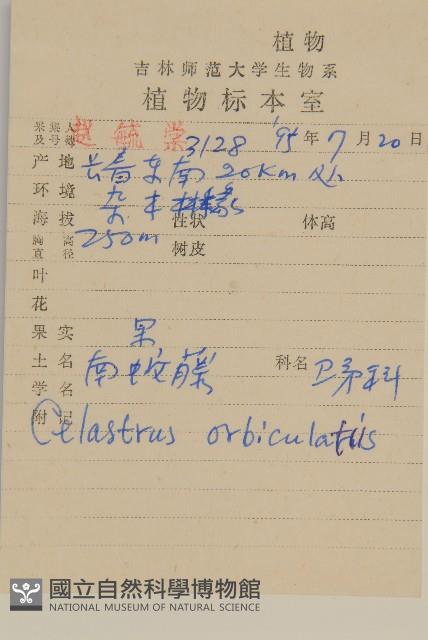 植物
吉林师范大学生物系
植物标本室
采集人及号数 赵毓棠 3128 '95年7月20日
产地 长春东南20Km处
环境 杂木林缘
海拔 250m 性状 体高
胸高直径 树皮
叶
花
果实 果
土名 南蛇藤 科名 卫矛科
学名
附记 Celastrus orbiculatus
國立自然科學博物館
NATIONAL MUSEUM OF NATURAL SCIENCE